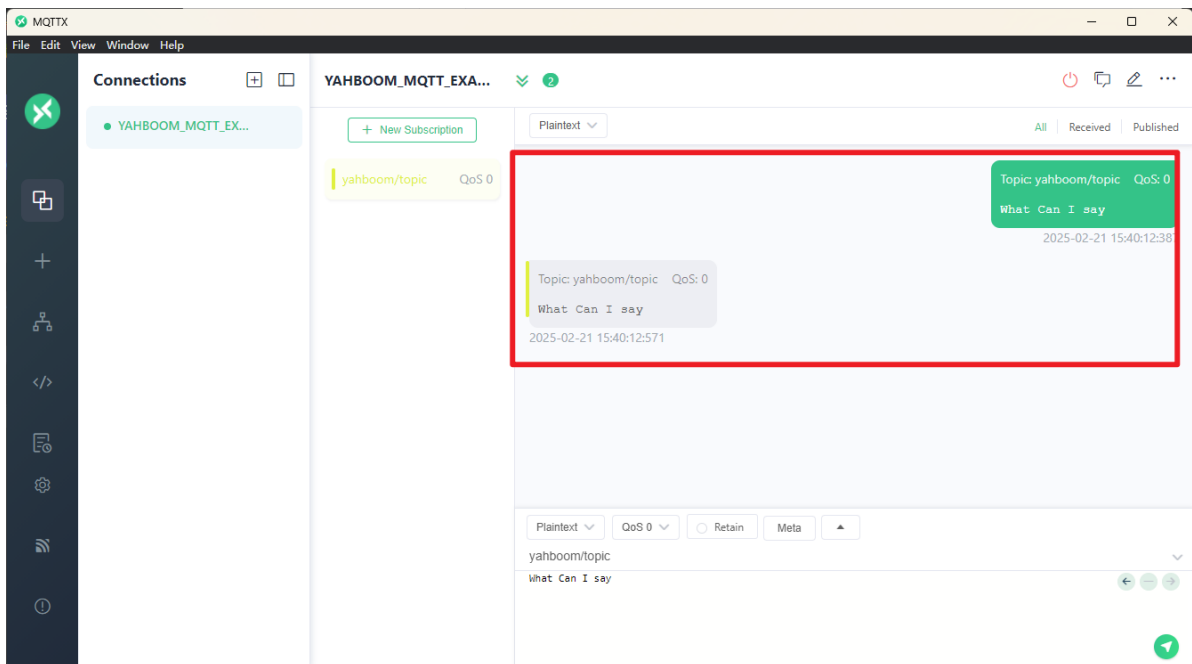 MQTTX
File Edit View Window Help
Connections
YAHBOOM_MQTT_EXA... 2
YAHBOOM_MQTT_EX...
+ New Subscription
Plaintext
All Received Published
yahboom/topic QoS 0
Topic: yahboom/topic QoS: 0
What Can I say
2025-02-21 15:40:12:387
Topic: yahboom/topic QoS: 0
What Can I say
2025-02-21 15:40:12:571
Plaintext QoS 0 Retain Meta
yahboom/topic
What Can I say